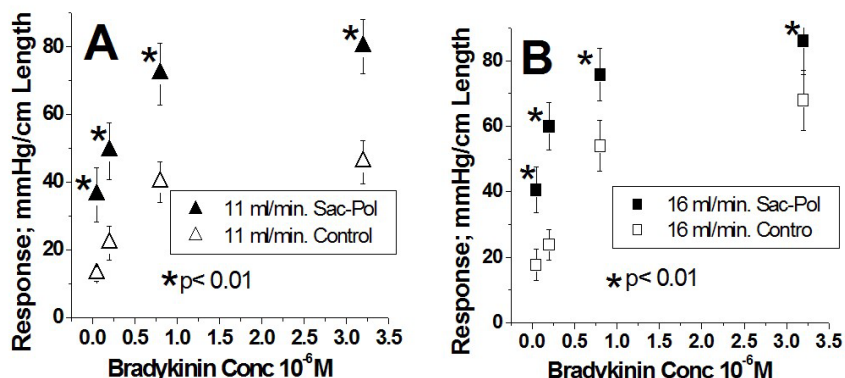 A
Response; mmHg/cm Length
80
60
40
20
0
* * * *
▲ 11 ml/min. Sac-Pol
△ 11 ml/min. Control
*p< 0.01
0.0 0.5 1.0 1.5 2.0 2.5 3.0 3.5
Bradykinin Conc 10⁻⁶M
B
Response; mmHg/cm Length
80
60
40
20
0
* * * *
■ 16 ml/min. Sac-Pol
□ 16 ml/min. Contro
*p< 0.01
0.0 0.5 1.0 1.5 2.0 2.5 3.0 3.5
Bradykinin Conc 10⁻⁶M